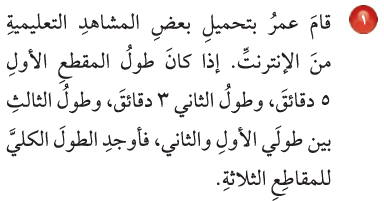 ١ قامَ عمرُ بتحميلِ بعضِ المشاهدِ التعليميةِ
منَ الإنترنتِّ. إذا كانَ طولُ المقطعِ الأولِ
٥ دقائقَ، وطولُ الثاني ٣ دقائقَ، وطولُ الثالثِ
بين طولَي الأولِ والثاني، فأوجدِ الطولَ الكليَّ
للمقاطِعِ الثلاثةِ.